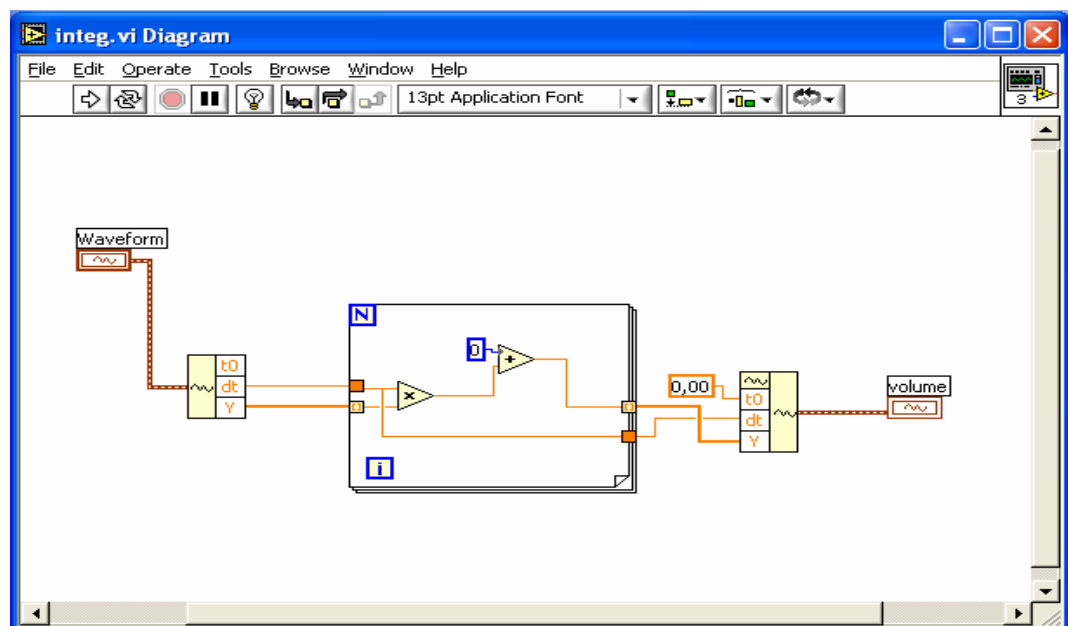 integ.vi Diagram
File Edit Operate Tools Browse Window Help
13pt Application Font
3
Waveform
t0
dt
Y
N
0
i
0,00
t0
dt
Y
volume